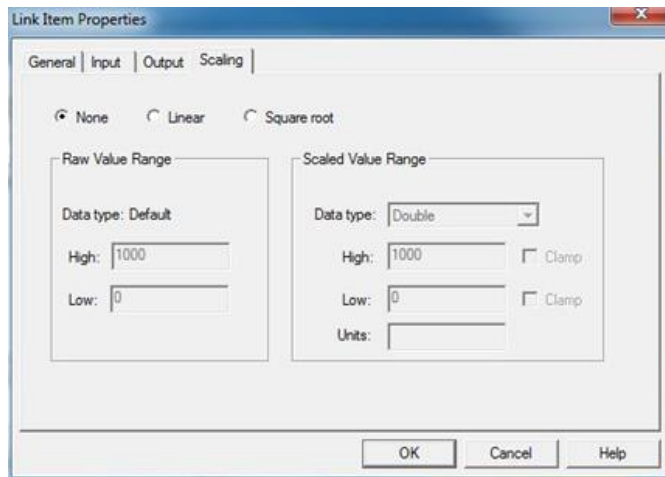 Link Item Properties
General Input Output Scaling
None Linear Square root
Raw Value Range
Data type: Default
High: 1000
Low: 0
Scaled Value Range
Data type: Double
High: 1000 Clamp
Low: 0 Clamp
Units:
OK Cancel Help